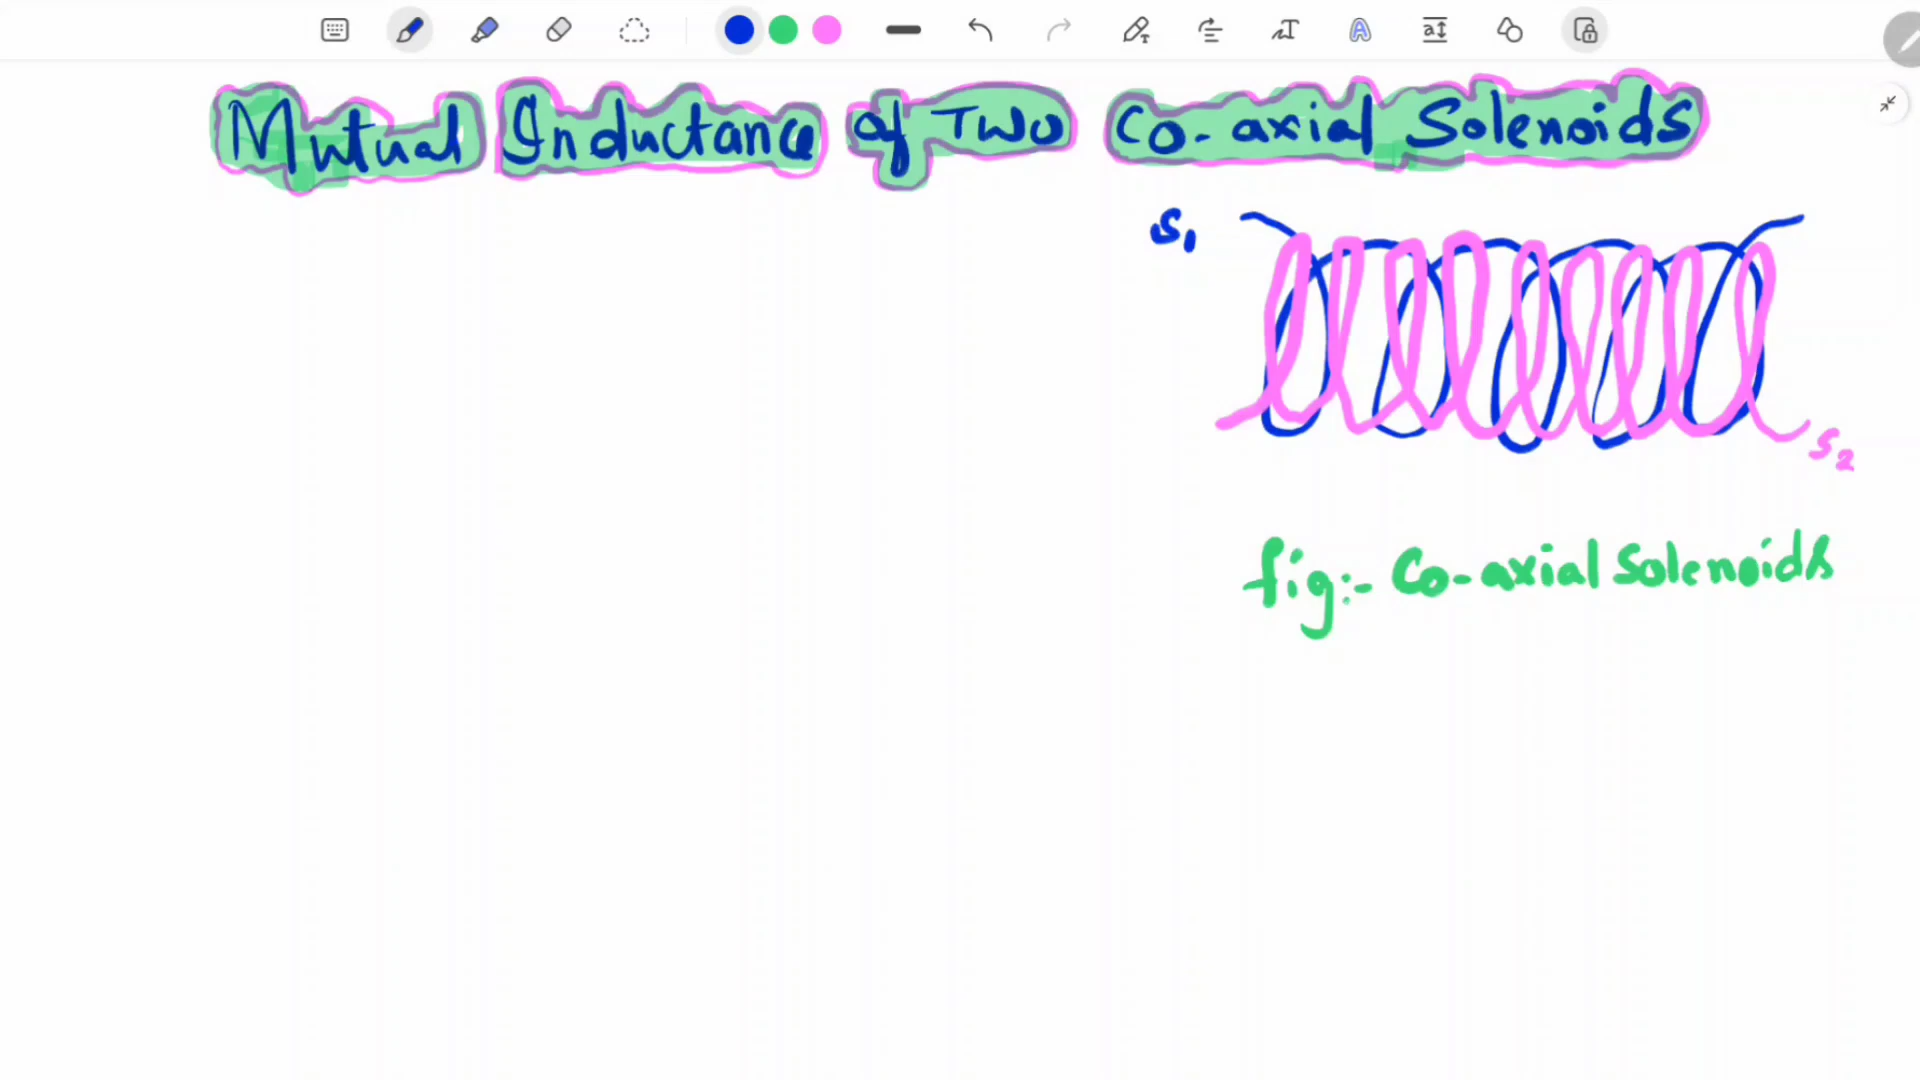 Mutual Inductance of Two Co-axial Solenoids
S₁
S₂
fig:- Co-axial Solenoids